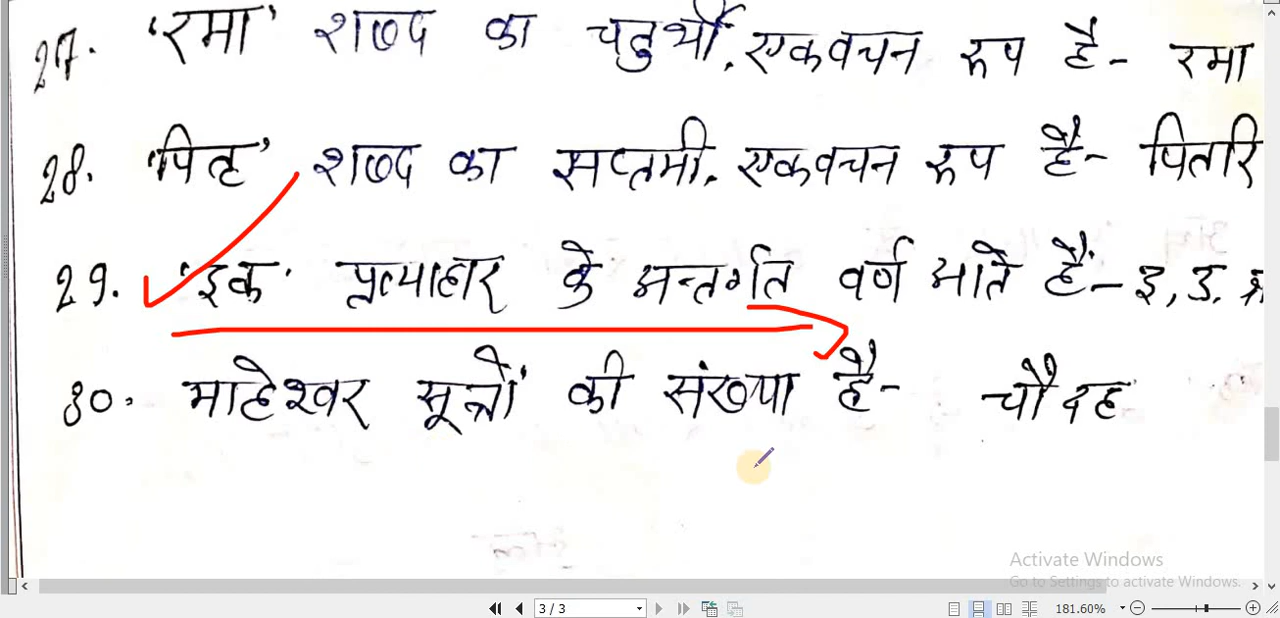 27. 'रमा' शब्द का चतुर्थी, एकवचन रूप है- रमा
28. 'पितृ' शब्द का सप्तमी, एकवचन रूप है- पितरि
29. 'इक' प्रत्याहार के अन्तर्गत वर्ण आते हैं- इ, उ,
30. माहेश्वर सूत्रों की संख्या है- चौदह
Activate Windows
Go to Settings to activate Windows.
3 / 3
181.60%